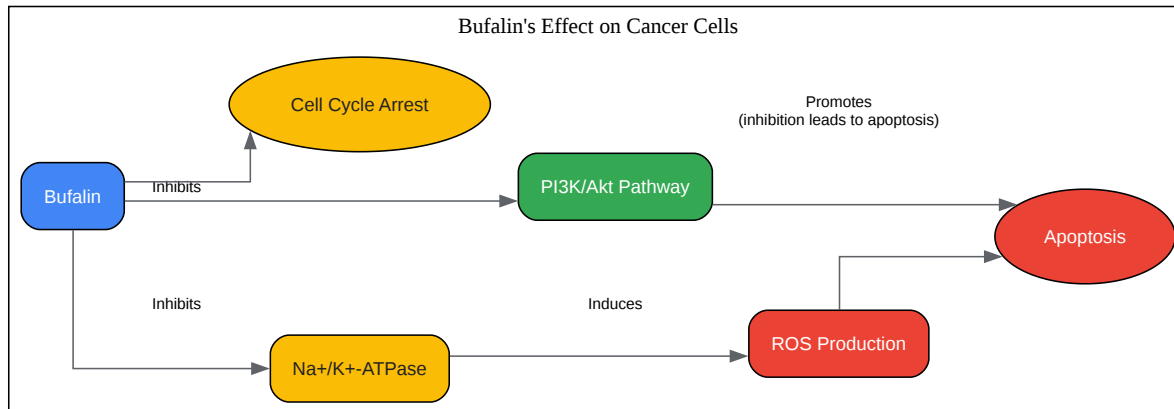 Bufalin's Effect on Cancer Cells
Cell Cycle Arrest
Promotes
(inhibition leads to apoptosis)
Bufalin
Inhibits
PI3K/Akt Pathway
Apoptosis
Inhibits
Induces
Na+/K+-ATPase
ROS Production